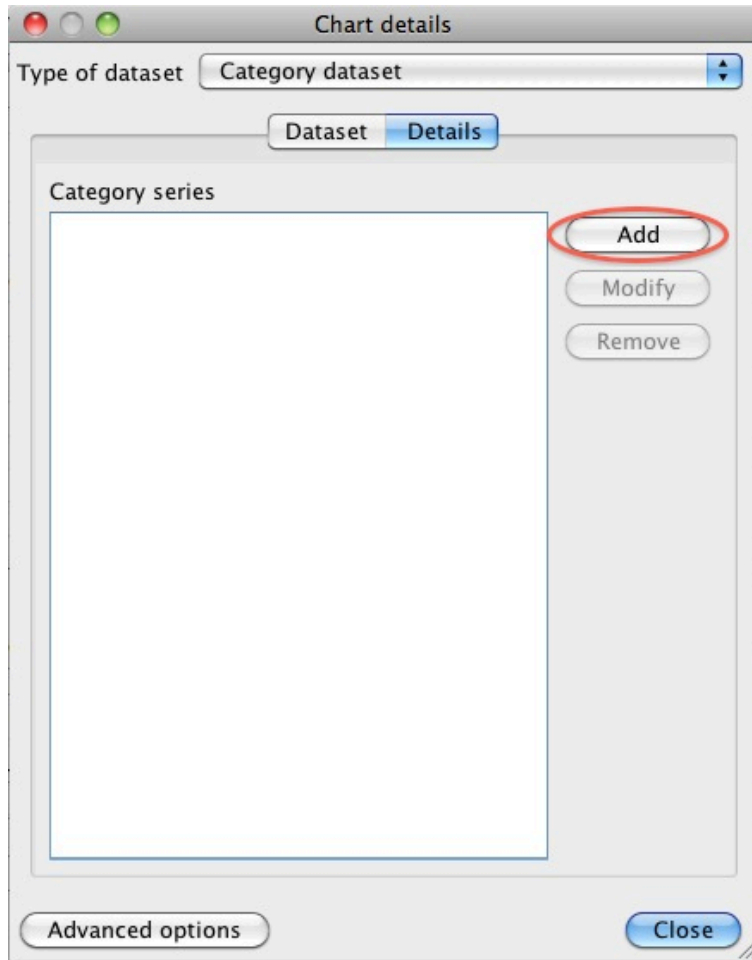 Chart details
Type of dataset Category dataset
Dataset Details
Category series
Add
Modify
Remove
Advanced options Close